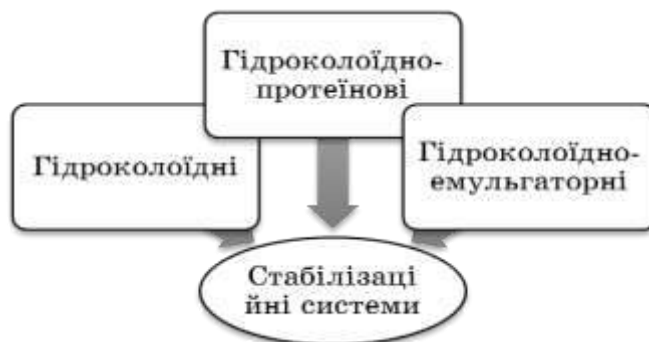 Гідроколоїдно-
протеїнові
Гідроколоїдні
Гідроколоїдно-
емульгаторні
Стабілізаці
йні системи